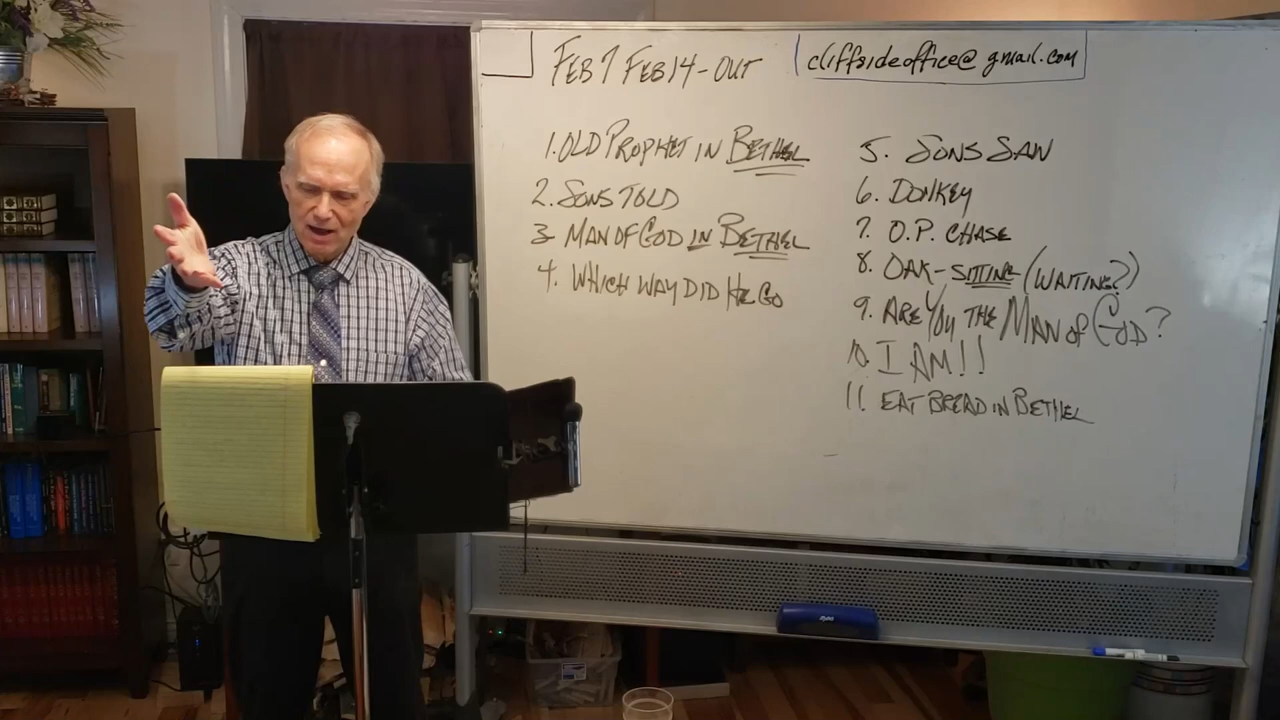 FEB 7 FEB 14 - OUT
cliffsideoffice@gmail.com
1. OLD PROPHET IN BETHEL
2. SONS TOLD
3 MAN OF GOD IN BETHEL
4. WHICH WAY DID HE GO
5. SONS SAW
6. DONKEY
7. O.P. CHASE
8. OAK - SITTING (WAITING?)
9. ARE YOU THE MAN OF GOD?
10. I AM!!
11. EAT BREAD IN BETHEL